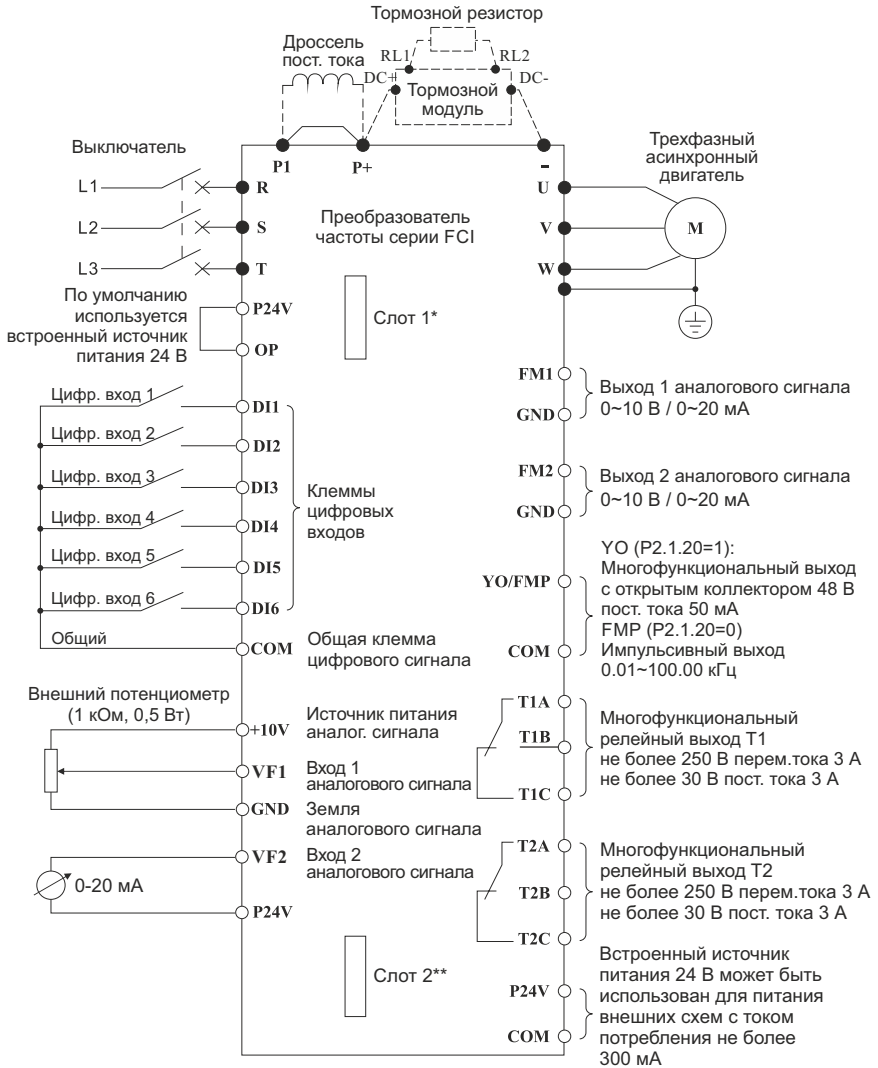 Тормозной резистор
Дроссель
пост. тока
RL1
RL2
DC+
DC-
Тормозной
модуль
Выключатель
P1
P+
-
Трехфазный
асинхронный
двигатель
L1
R
U
L2
S
Преобразователь
частоты серии FCI
V
M
L3
T
W
По умолчанию
используется
встроенный источник
питания 24 В
P24V
OP
Слот 1*
FM1
GND
Выход 1 аналогового сигнала
0~10 В / 0~20 мА
Цифр. вход 1
DI1
Цифр. вход 2
DI2
Цифр. вход 3
DI3
Цифр. вход 4
DI4
Цифр. вход 5
DI5
Цифр. вход 6
DI6
Клеммы
цифровых
входов
FM2
GND
Выход 2 аналогового сигнала
0~10 В / 0~20 мА
Общий
COM
Общая клемма
цифрового сигнала
YO/FMP
COM
YO (P2.1.20=1):
Многофункциональный выход
с открытым коллектором 48 В
пост. тока 50 мА
FMP (P2.1.20=0)
Импульсивный выход
0.01~100.00 кГц
Внешний потенциометр
(1 кОм, 0,5 Вт)
+10V
Источник питания
аналог. сигнала
VF1
Вход 1
аналогового сигнала
GND
Земля
аналогового сигнала
T1A
T1B
T1C
Многофункциональный
релейный выход T1
не более 250 В перем.тока 3 А
не более 30 В пост. тока 3 А
VF2
Вход 2
аналогового сигнала
0-20 мА
P24V
T2A
T2B
T2C
Многофункциональный
релейный выход T2
не более 250 В перем.тока 3 А
не более 30 В пост. тока 3 А
Слот 2**
P24V
COM
Встроенный источник
питания 24 В может быть
использован для питания
внешних схем с током
потребления не более
300 мА